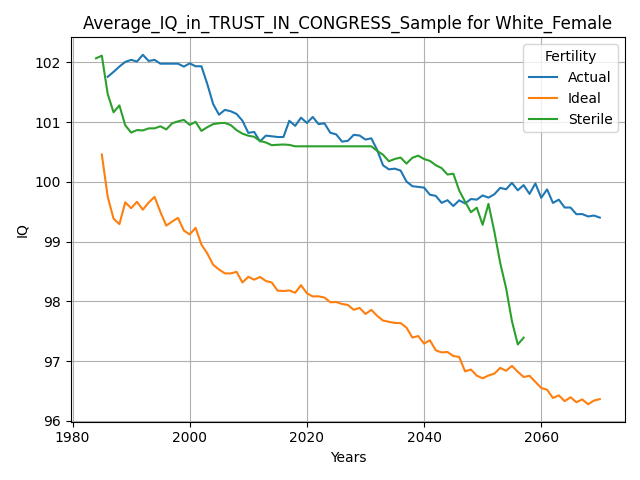 Average_IQ_in_TRUST_IN_CONGRESS_Sample for White_Female
Fertility
Actual
Ideal
Sterile
IQ
102
101
100
99
98
97
96
1980
2000
2020
2040
2060
Years